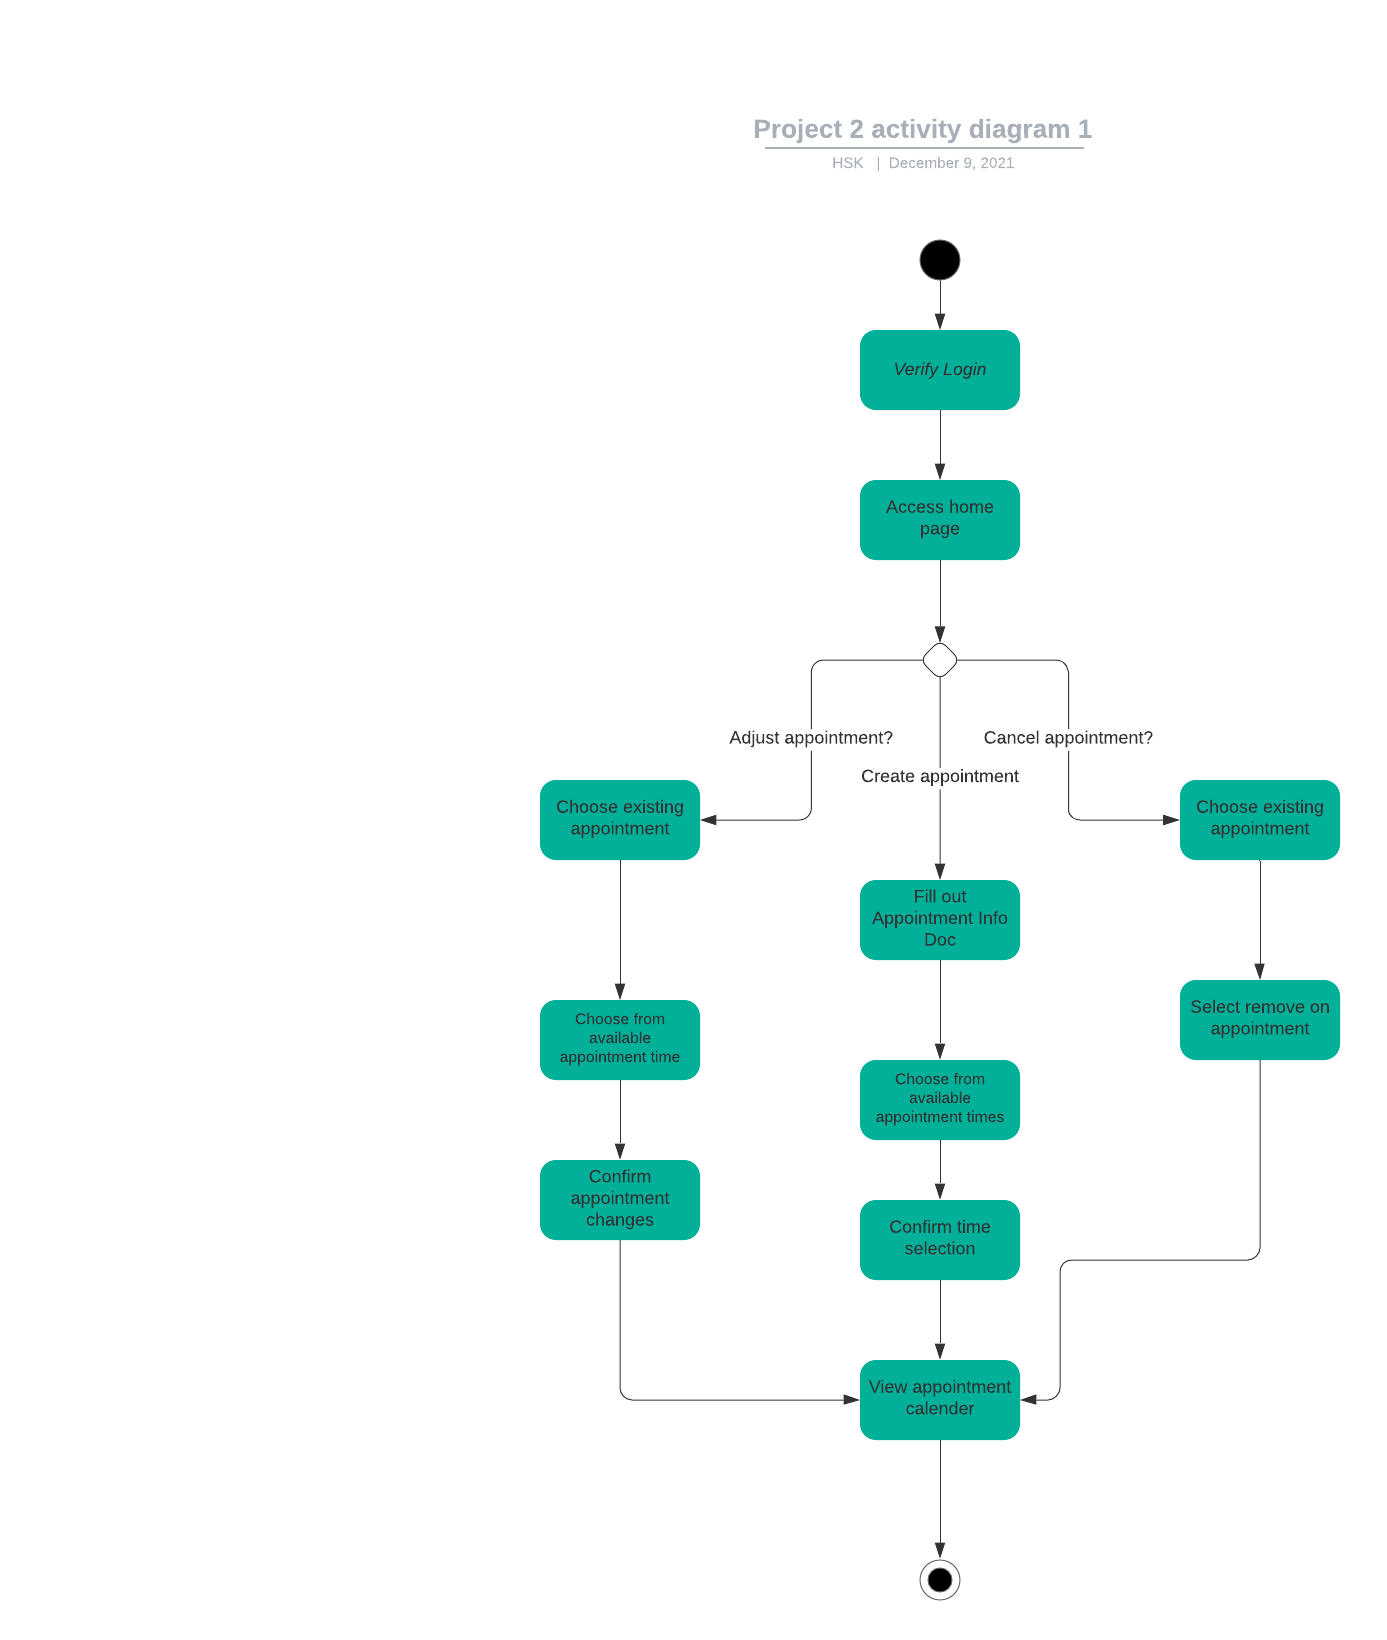 Project 2 activity diagram 1
HSK | December 9, 2021
Verify Login
Access home
page
Adjust appointment?
Cancel appointment?
Create appointment
Choose existing
appointment
Choose existing
appointment
Fill out
Appointment Info
Doc
Select remove on
appointment
Choose from
available
appointment time
Choose from
available
appointment times
Confirm
appointment
changes
Confirm time
selection
View appointment
calender